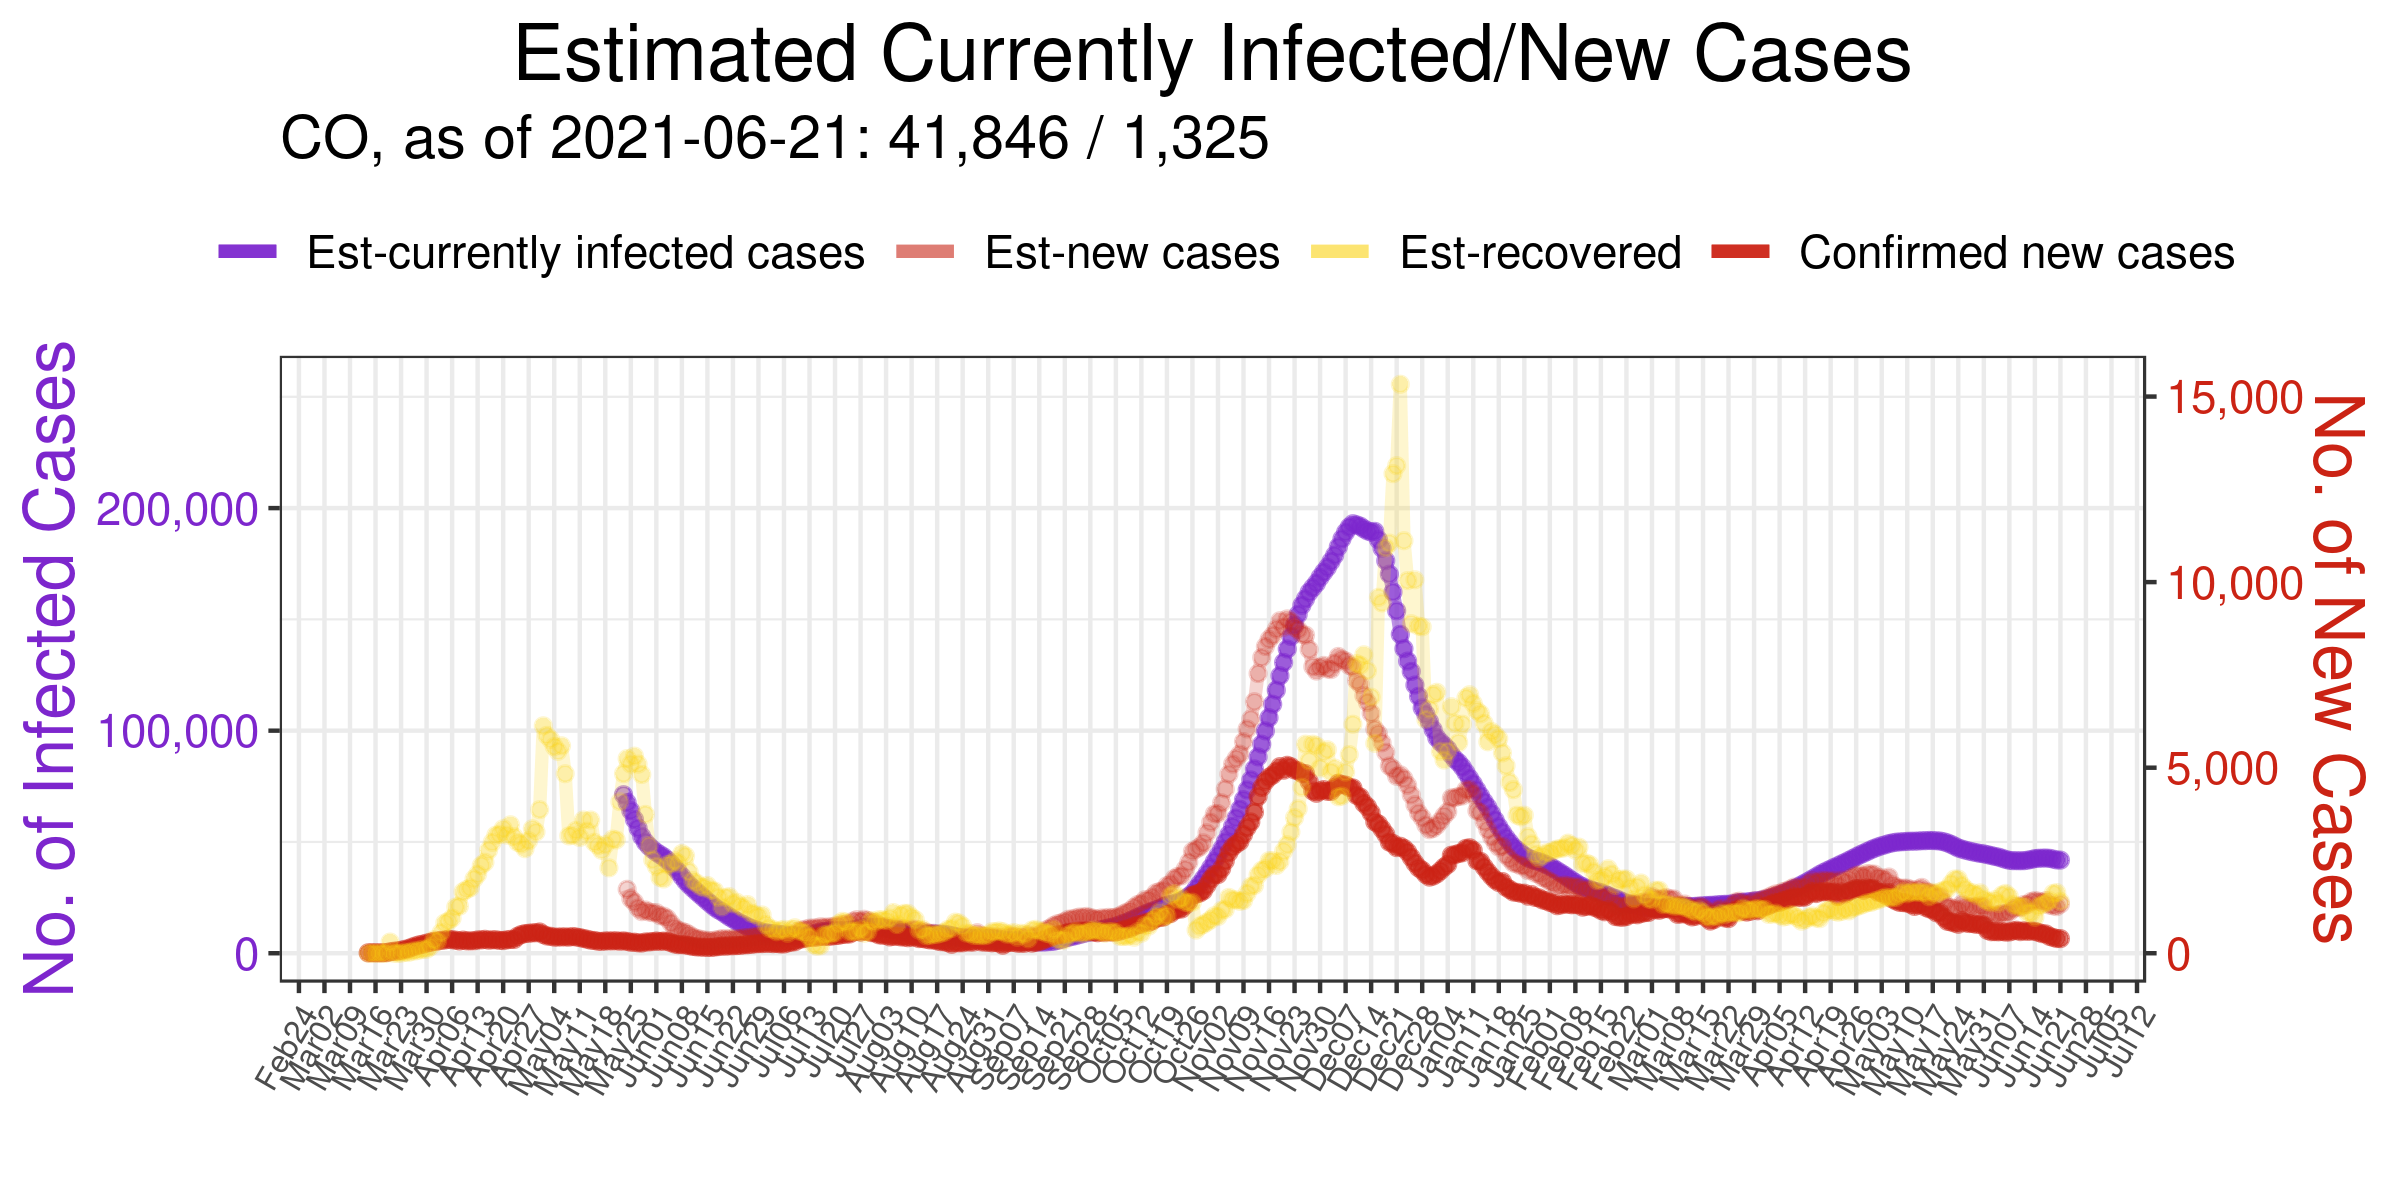 Estimated Currently Infected/New Cases
CO, as of 2021-06-21: 41,846 / 1,325
Est-currently infected cases Est-new cases Est-recovered Confirmed new cases
No. of Infected Cases
200,000
100,000
0
15,000
10,000
5,000
0
No. of New Cases
Feb24 Mar02 Mar09 Mar16 Mar23 Mar30 Apr06 Apr13 Apr20 Apr27 May04 May11 May18 May25 Jun01 Jun08 Jun15 Jun22 Jun29 Jul06 Jul13 Jul20 Jul27 Aug03 Aug10 Aug17 Aug24 Aug31 Sep07 Sep14 Sep21 Sep28 Oct05 Oct12 Oct19 Oct26 Nov02 Nov09 Nov16 Nov23 Nov30 Dec07 Dec14 Dec21 Dec28 Jan04 Jan11 Jan18 Jan25 Feb01 Feb08 Feb15 Feb22 Mar01 Mar08 Mar15 Mar22 Mar29 Apr05 Apr12 Apr19 Apr26 May03 May10 May17 May24 May31 Jun07 Jun14 Jun21 Jun28 Jul05 Jul12